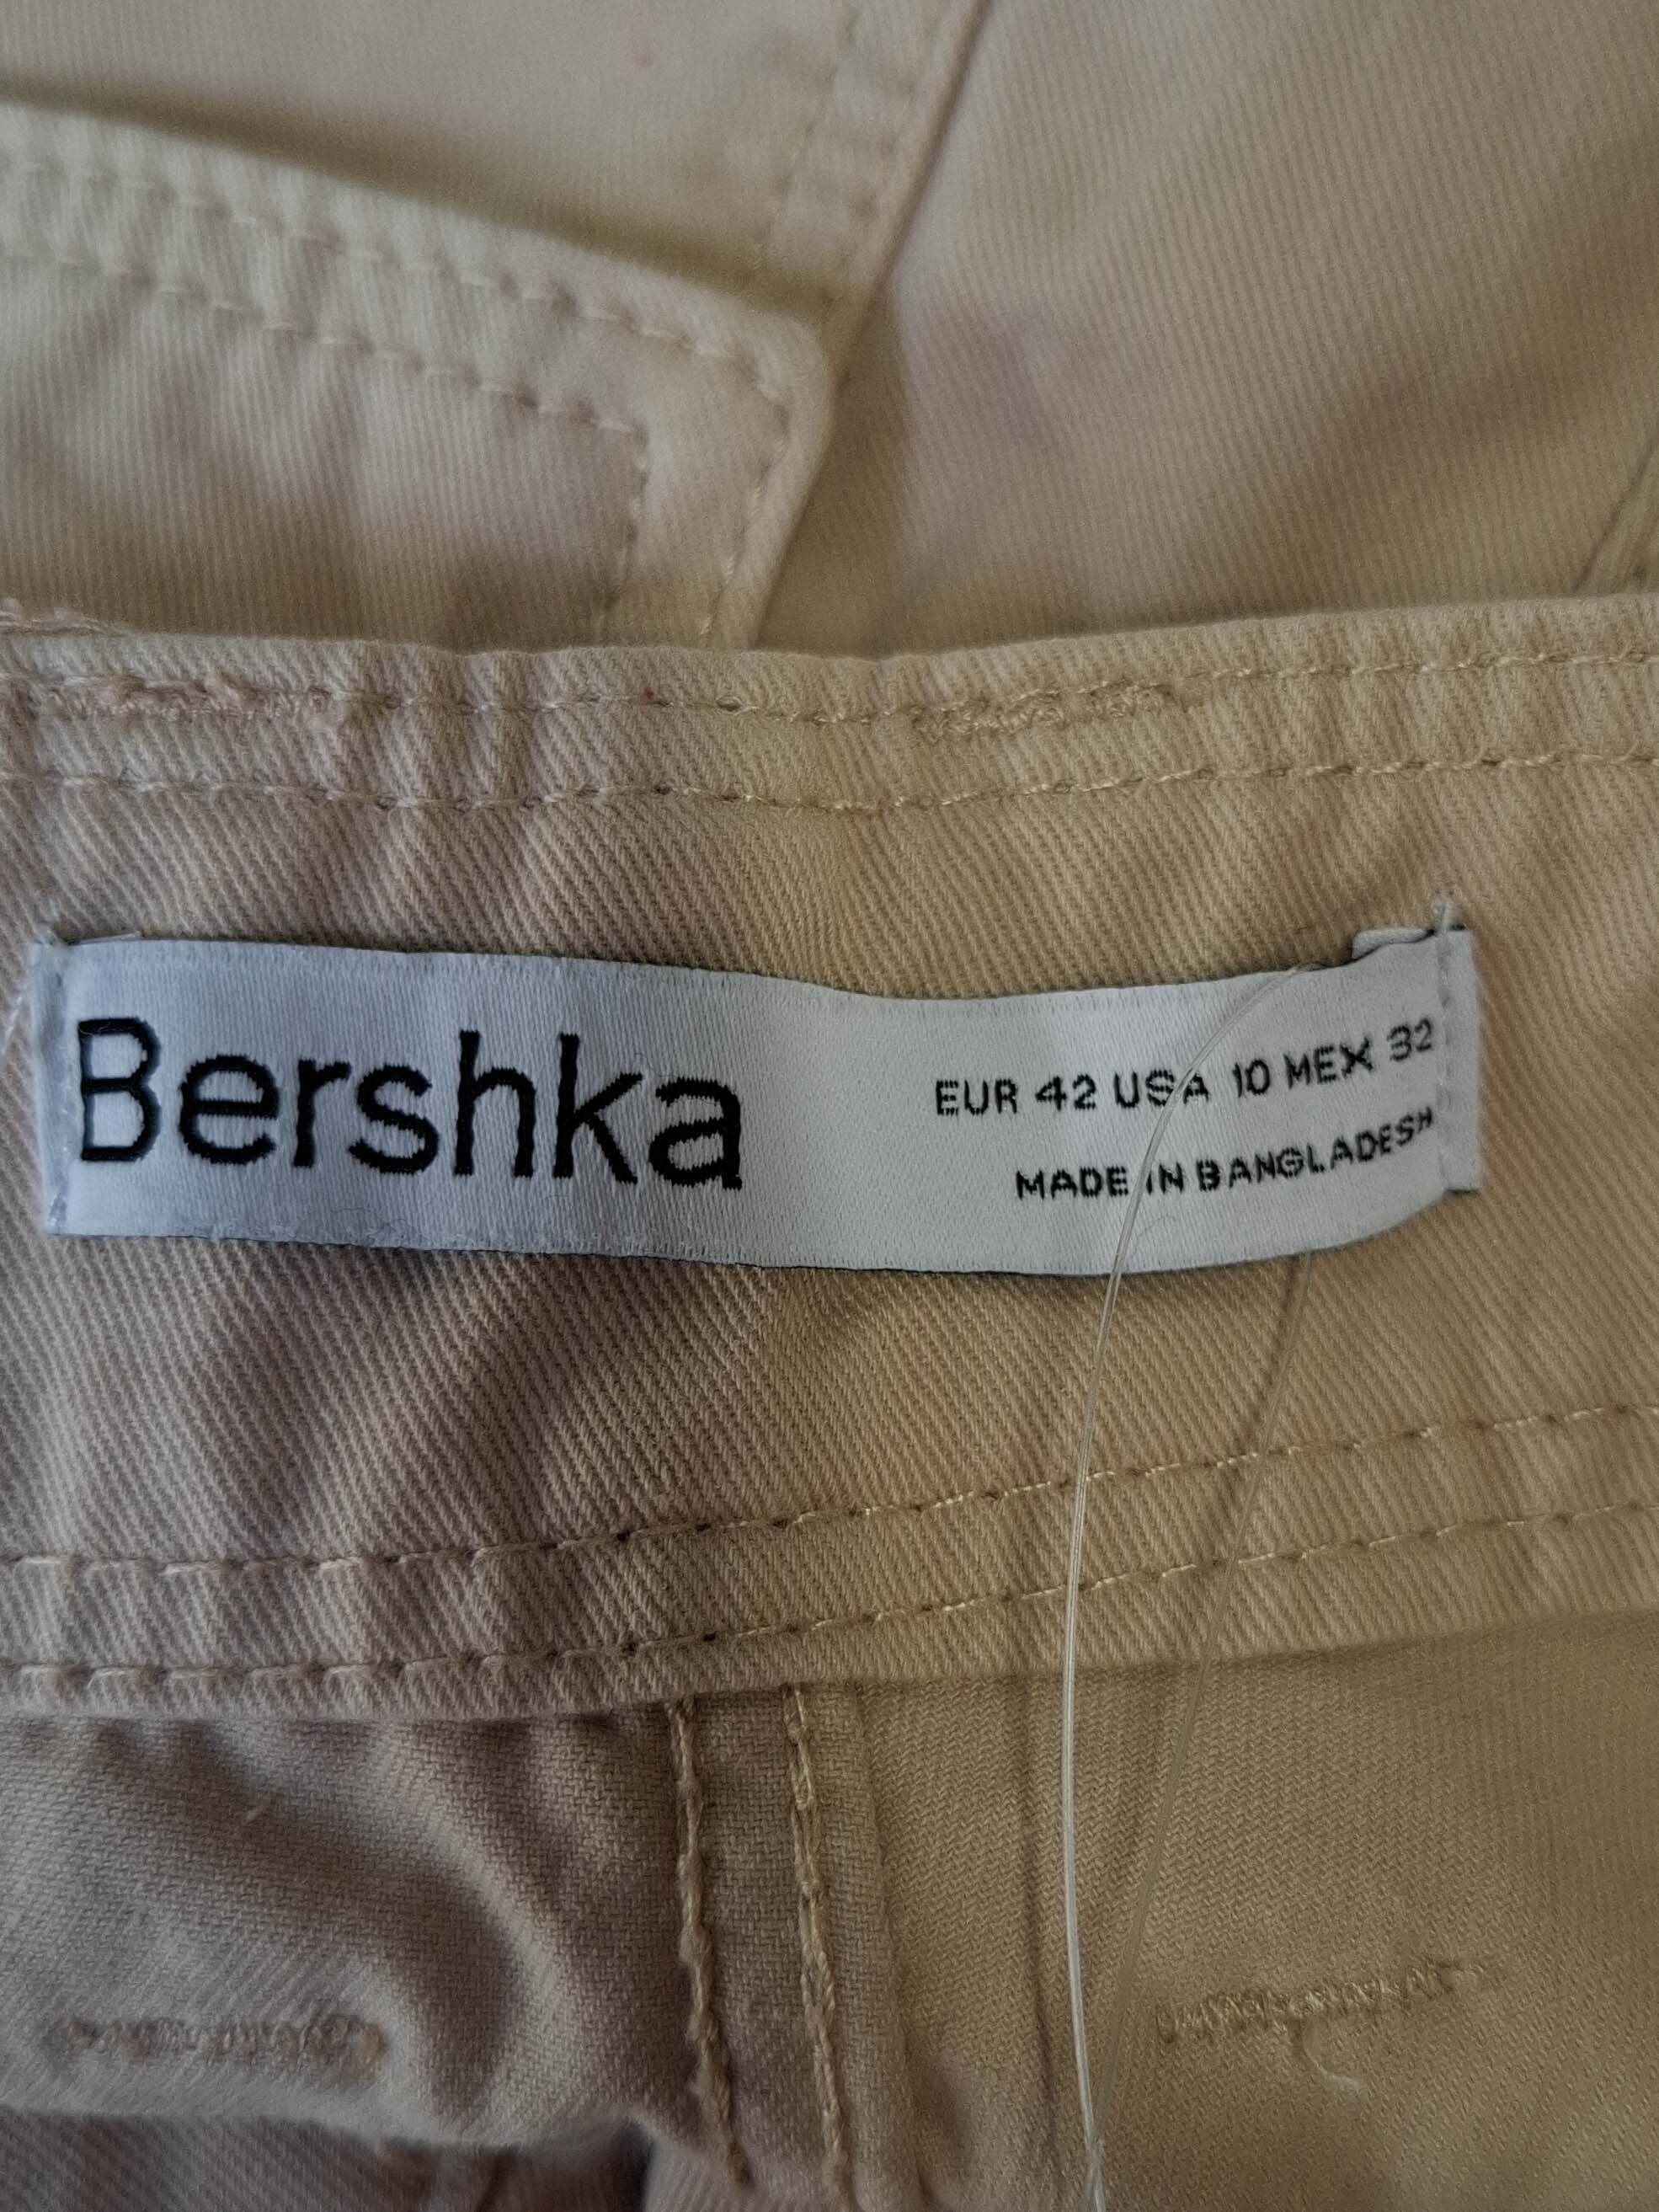 Bershka
EUR 42 USA 10 MEX 32
MADE IN BANGLADESH